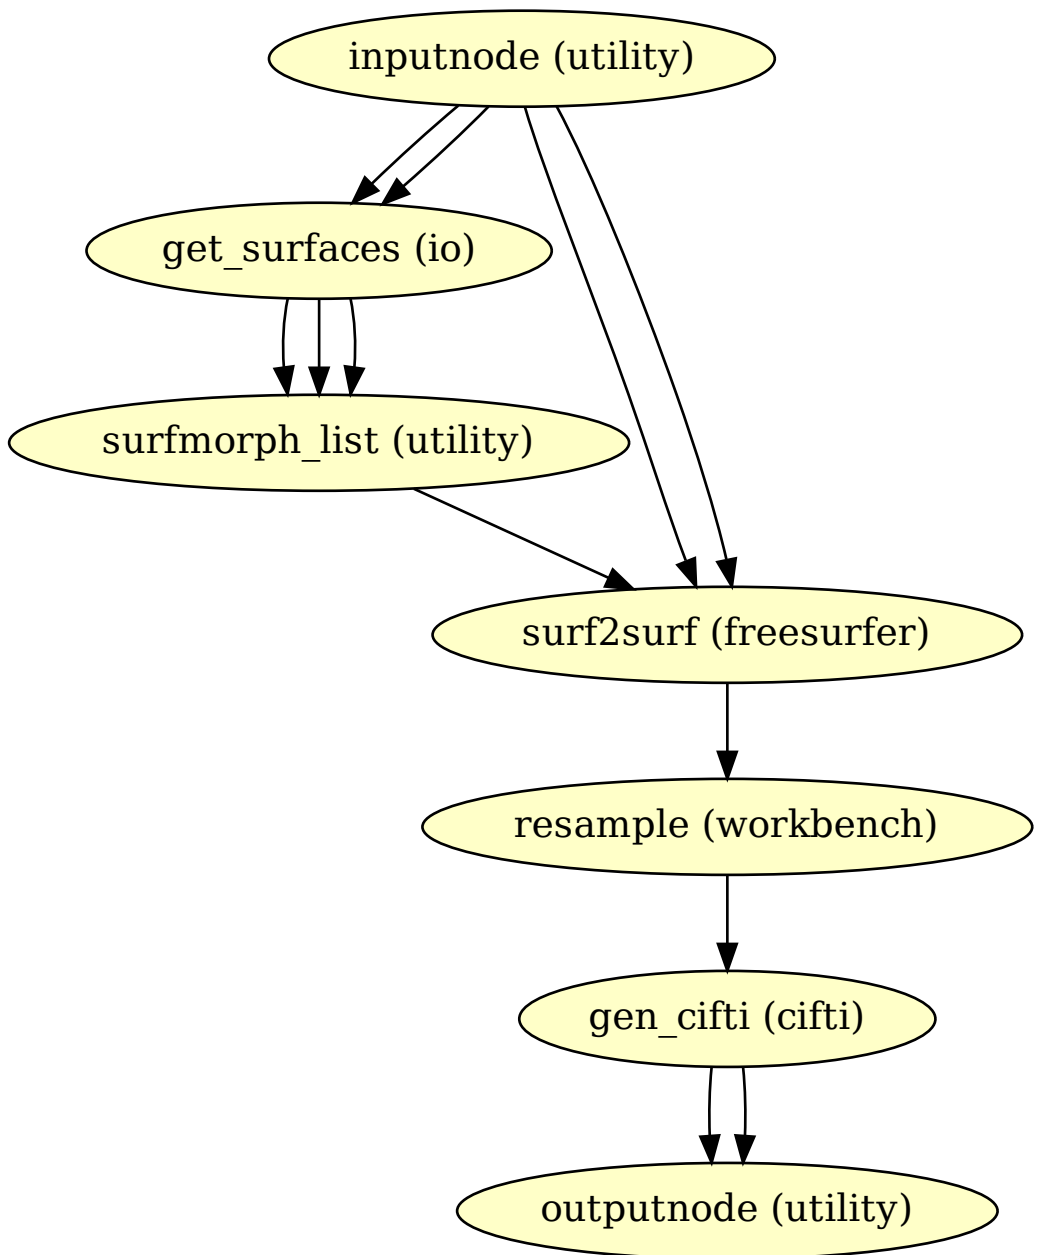 inputnode (utility)
get_surfaces (io)
surfmorph_list (utility)
surf2surf (freesurfer)
resample (workbench)
gen_cifti (cifti)
outputnode (utility)